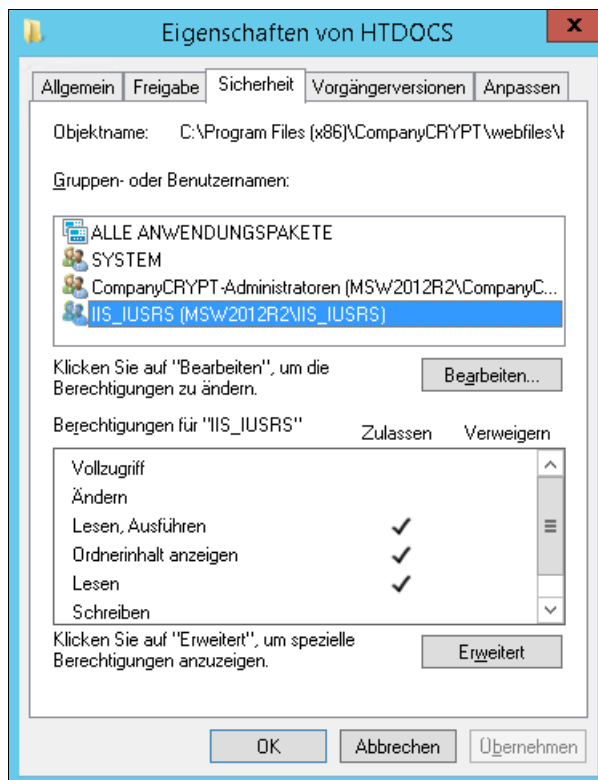 Eigenschaften von HTDOCS
x
Allgemein Freigabe Sicherheit Vorgängerversionen Anpassen
Objektname: C:\Program Files (x86)\CompanyCRYPT\webfiles\H
Gruppen- oder Benutzernamen:
ALLE ANWENDUNGSPAKETE
SYSTEM
CompanyCRYPT-Administratoren (MSW2012R2\CompanyC...
IIS_IUSRS (MSW2012R2\IIS_IUSRS)
Klicken Sie auf "Bearbeiten", um die
Berechtigungen zu ändern.
Bearbeiten...
Berechtigungen für "IIS_IUSRS" Zulassen Verweigern
Vollzugriff
Ändern
Lesen, Ausführen
Ordnerinhalt anzeigen
Lesen
Schreiben
Klicken Sie auf "Erweitert", um spezielle
Berechtigungen anzuzeigen.
Erweitert
OK Abbrechen Übernehmen